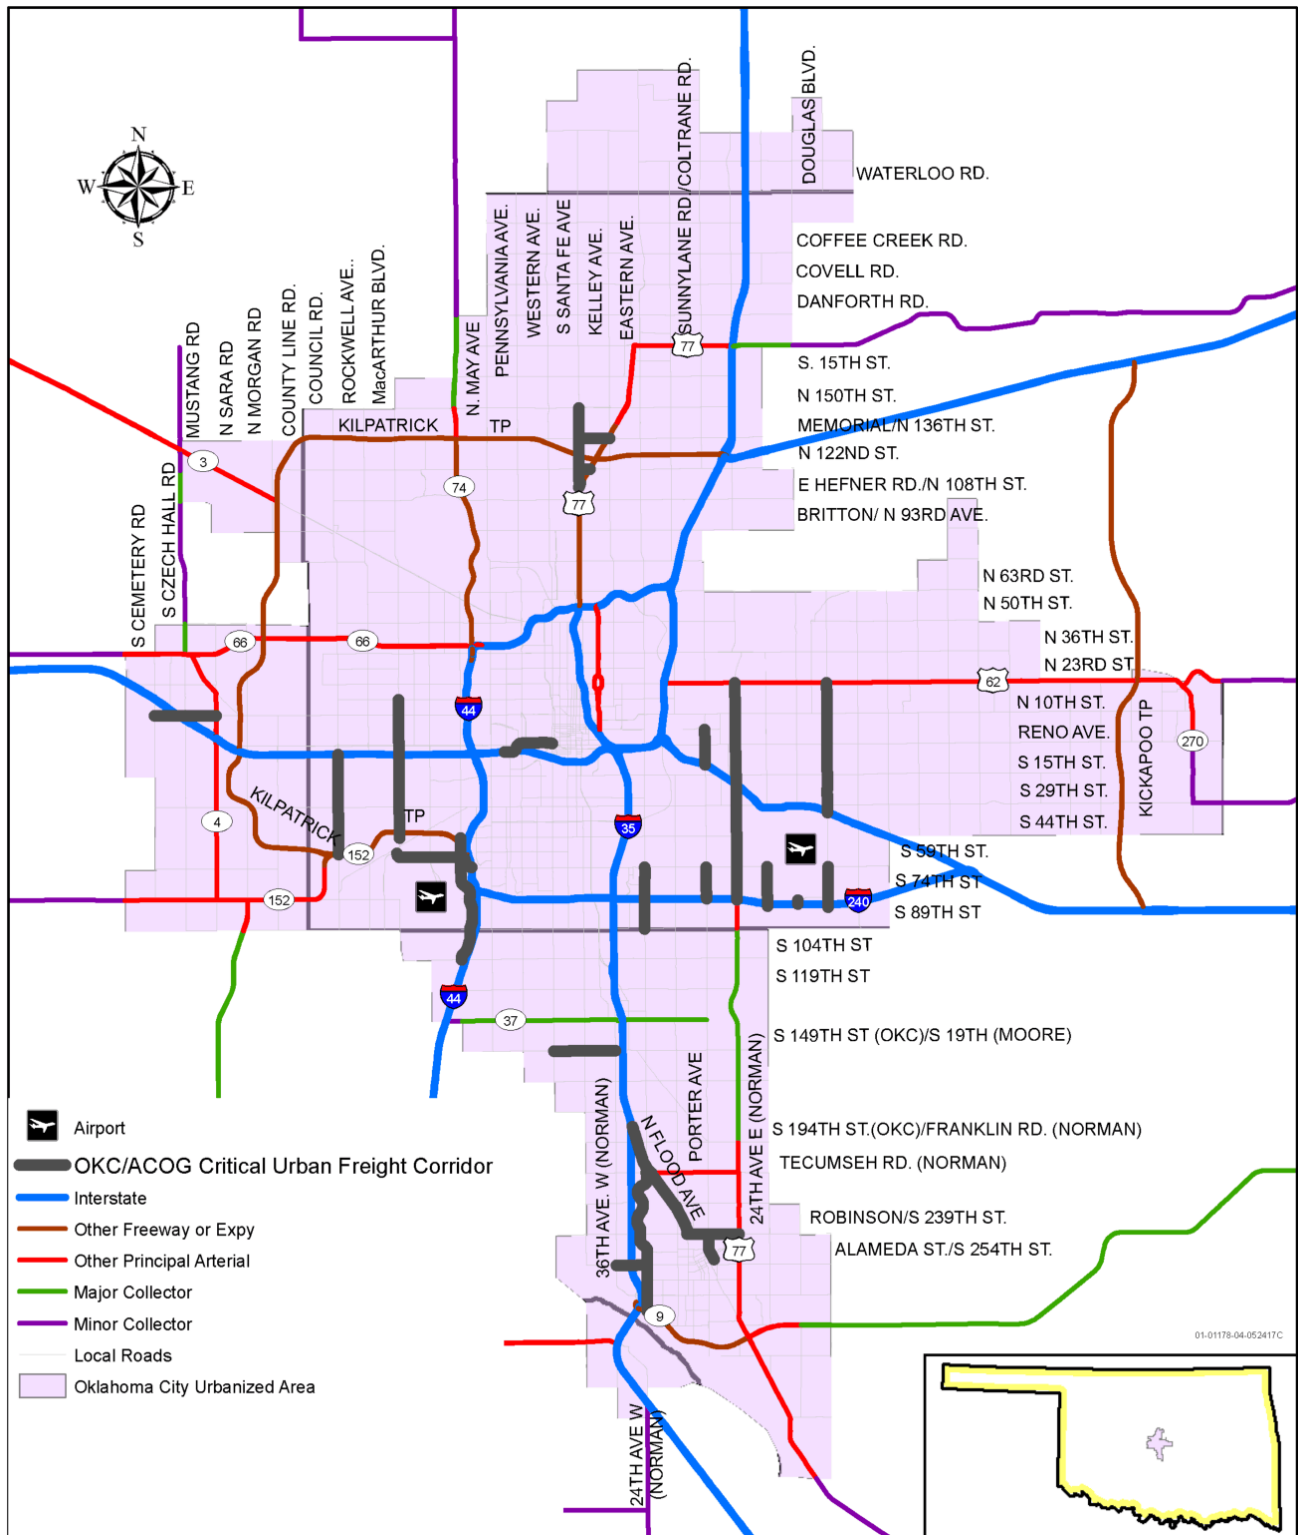 N
W
E
S
DOUGLAS BLVD.
SUNNYLANE RD./COLTRANE RD.
WATERLOO RD.
PENNSYLVANIA AVE.
WESTERN AVE.
S SANTA FE AVE
KELLEY AVE.
EASTERN AVE.
COFFEE CREEK RD.
COVELL RD.
DANFORTH RD.
MUSTANG RD
N SARA RD
N MORGAN RD
COUNTY LINE RD.
COUNCIL RD.
ROCKWELL AVE..
MacARTHUR BLVD.
N. MAY AVE
77
S. 15TH ST.
N 150TH ST.
MEMORIAL/N 136TH ST.
KILPATRICK
TP
N 122ND ST.
3
74
77
E HEFNER RD./N 108TH ST.
BRITTON/ N 93RD AVE.
S CEMETERY RD
S CZECH HALL RD
N 63RD ST.
N 50TH ST.
N 36TH ST.
N 23RD ST.
66
66
62
44
N 10TH ST.
RENO AVE.
KICKAPOO TP
270
S 15TH ST.
S 29TH ST.
S 44TH ST.
KILPATRICK
TP
4
35
152
S 59TH ST.
S 74TH ST
240
152
S 89TH ST
S 104TH ST
S 119TH ST
44
37
S 149TH ST (OKC)/S 19TH (MOORE)
36TH AVE. W (NORMAN)
N FLOOD AVE
PORTER AVE
24TH AVE E (NORMAN)
S 194TH ST.(OKC)/FRANKLIN RD. (NORMAN)
TECUMSEH RD. (NORMAN)
ROBINSON/S 239TH ST.
77
ALAMEDA ST./S 254TH ST.
9
24TH AVE W
(NORMAN)
Airport
OKC/ACOG Critical Urban Freight Corridor
Interstate
Other Freeway or Expy
Other Principal Arterial
Major Collector
Minor Collector
Local Roads
Oklahoma City Urbanized Area
01-01178-04-052417C